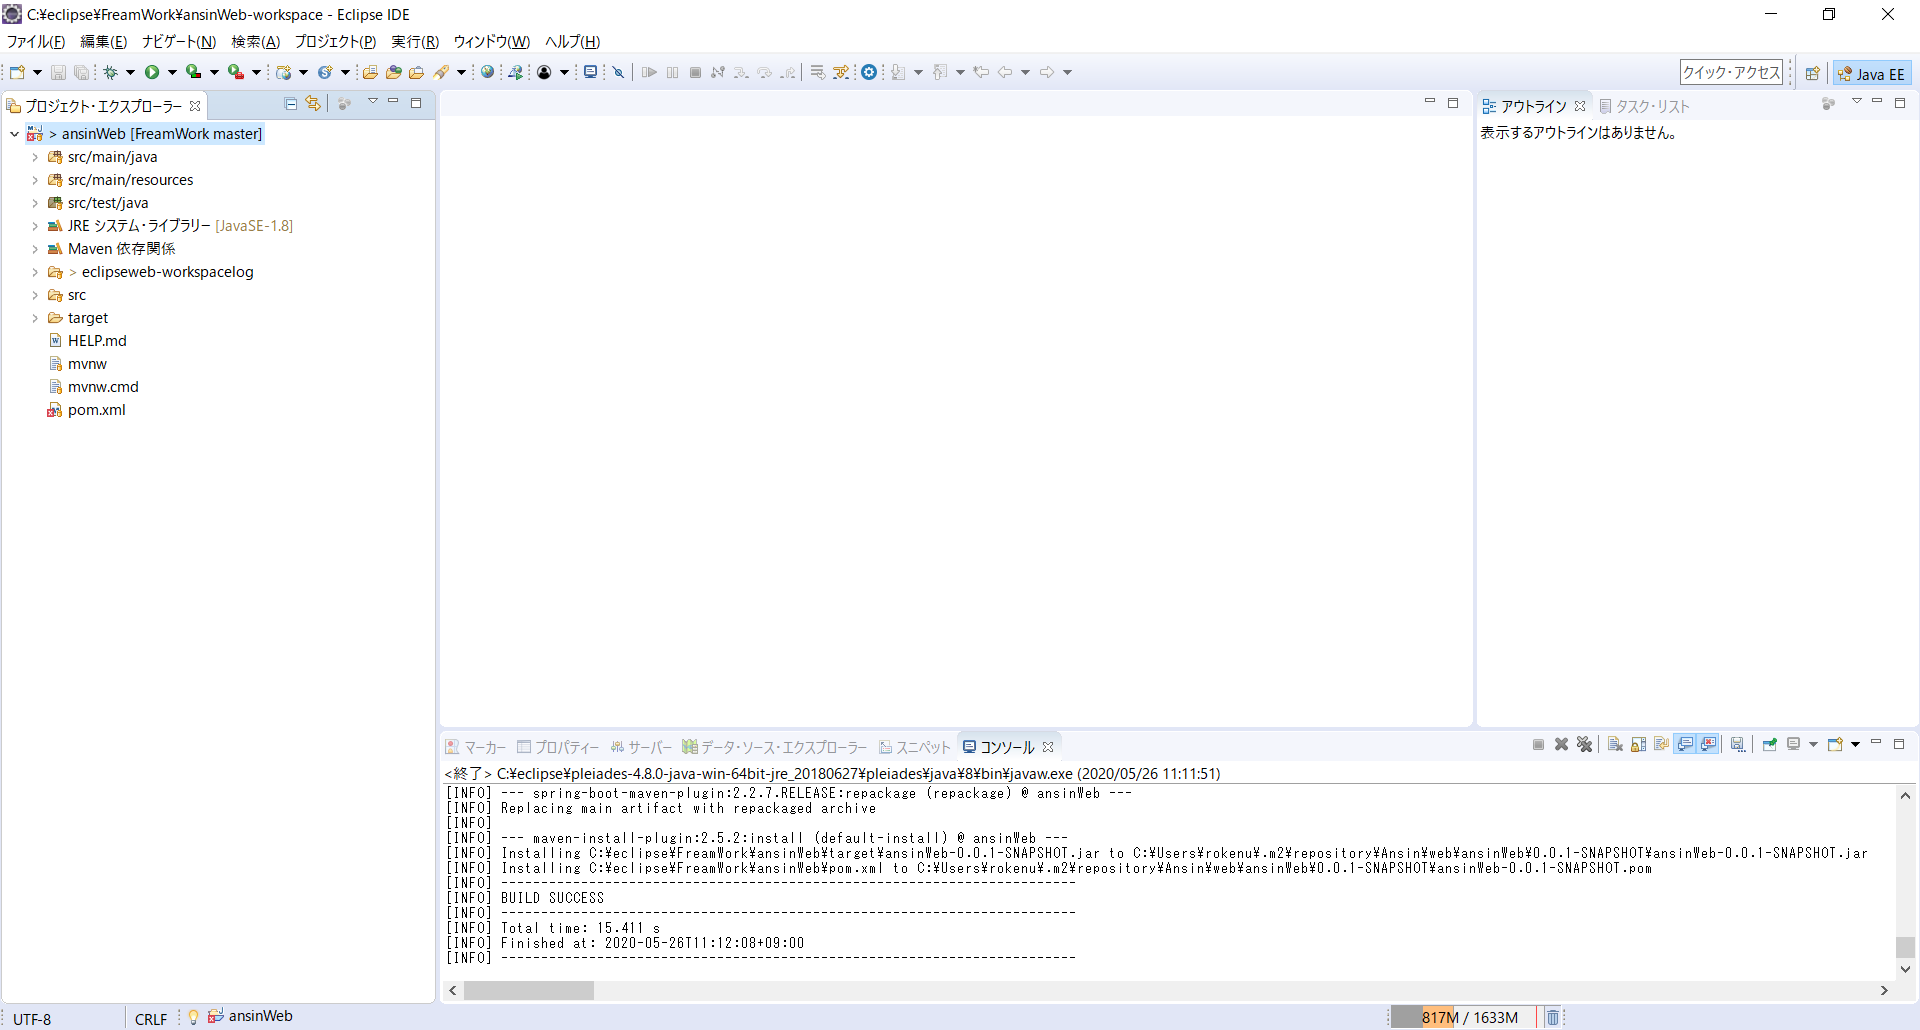 C:¥eclipse¥FreamWork¥ansinWeb-workspace - Eclipse IDE
ファイル(F) 編集(E) ナビゲート(N) 検索(A) プロジェクト(P) 実行(R) ウィンドウ(W) ヘルプ(H)
クイック・アクセス
Java EE
プロジェクト・エクスプローラー
> ansinWeb [FreamWork master]
src/main/java
src/main/resources
src/test/java
JRE システム・ライブラリー [JavaSE-1.8]
Maven 依存関係
> eclipseweb-workspacelog
src
target
HELP.md
mvnw
mvnw.cmd
pom.xml
アウトライン タスク・リスト
表示するアウトラインはありません。
マーカー プロパティー サーバー データ・ソース・エクスプローラー スニペット コンソール
<終了> C:¥eclipse¥pleiades-4.8.0-java-win-64bit-jre_20180627¥pleiades¥java¥8¥bin¥javaw.exe (2020/05/26 11:11:51)
[INFO] --- spring-boot-maven-plugin:2.2.7.RELEASE:repackage (repackage) @ ansinWeb ---
[INFO] Replacing main artifact with repackaged archive
[INFO]
[INFO] --- maven-install-plugin:2.5.2:install (default-install) @ ansinWeb ---
[INFO] Installing C:¥eclipse¥FreamWork¥ansinWeb¥target¥ansinWeb-0.0.1-SNAPSHOT.jar to C:¥Users¥rokenu¥.m2¥repository¥Ansin¥web¥ansinWeb¥0.0.1-SNAPSHOT¥ansinWeb-0.0.1-SNAPSHOT.jar
[INFO] Installing C:¥eclipse¥FreamWork¥ansinWeb¥pom.xml to C:¥Users¥rokenu¥.m2¥repository¥Ansin¥web¥ansinWeb¥0.0.1-SNAPSHOT¥ansinWeb-0.0.1-SNAPSHOT.pom
[INFO] ------------------------------------------------------------------------
[INFO] BUILD SUCCESS
[INFO] ------------------------------------------------------------------------
[INFO] Total time: 15.411 s
[INFO] Finished at: 2020-05-26T11:12:08+09:00
[INFO] ------------------------------------------------------------------------
UTF-8 CRLF ansinWeb 817M / 1633M